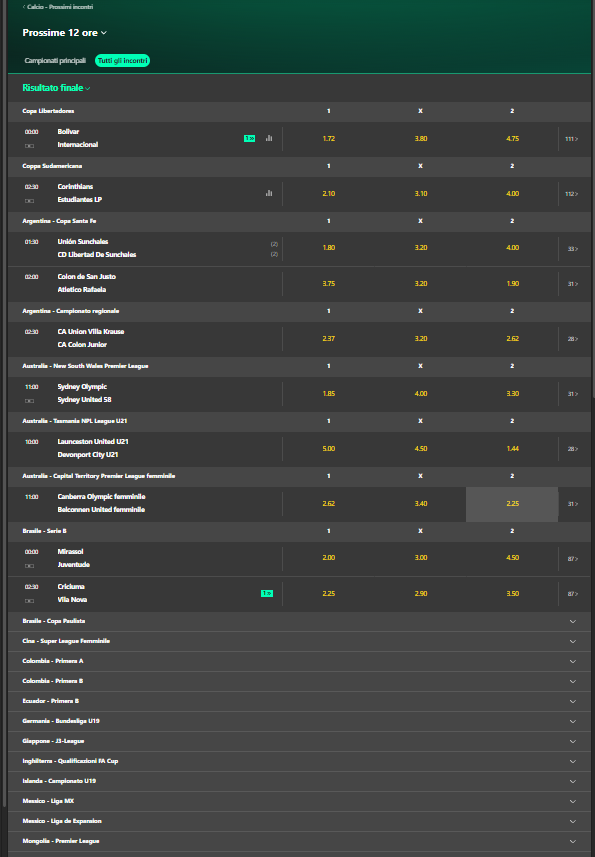 ‹ Calcio - Prossimi incontri
Prossime 12 ore
Campionati principali Tutti gli incontri
Risultato finale
Copa Libertadores 1 X 2
00:00 Bolivar 1.72 3.80 4.75 111 >
Internacional
Coppa Sudamericana 1 X 2
02:30 Corinthians 2.10 3.10 4.00 112 >
Estudiantes LP
Argentina - Copa Santa Fe 1 X 2
01:30 Unión Sunchales (2) 1.80 3.20 4.00 33 >
CD Libertad De Sunchales (2)
02:00 Colon de San Justo 3.75 3.20 1.90 31 >
Atletico Rafaela
Argentina - Campionato regionale 1 X 2
02:30 CA Union Villa Krause 2.37 3.20 2.62 28 >
CA Colon Junior
Australia - New South Wales Premier League 1 X 2
11:00 Sydney Olympic 1.85 4.00 3.30 31 >
Sydney United 58
Australia - Tasmania NPL League U21 1 X 2
10:00 Launceston United U21 5.00 4.50 1.44 28 >
Devonport City U21
Australia - Capital Territory Premier League femminile 1 X 2
11:00 Canberra Olympic femminile 2.62 3.40 2.25 31 >
Belconnen United femminile
Brasile - Serie B 1 X 2
00:00 Mirassol 2.00 3.00 4.50 87 >
Juventude
02:30 Criciuma 2.25 2.90 3.50 87 >
Vila Nova
Brasile - Copa Paulista
Cina - Super League Femminile
Colombia - Primera A
Colombia - Primera B
Ecuador - Primera B
Germania - Bundesliga U19
Giappone - J3-League
Inghilterra - Qualificazioni FA Cup
Islanda - Campionato U19
Messico - Liga MX
Messico - Liga de Expansion
Mongolia - Premier League